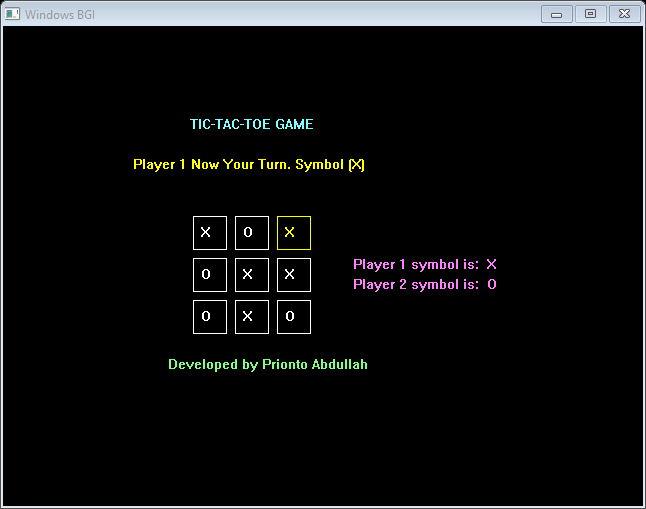 Windows BGI
TIC-TAC-TOE GAME
Player 1 Now Your Turn. Symbol (X)
X O X
O X X
O X O
Player 1 symbol is: X
Player 2 symbol is: O
Developed by Prionto Abdullah